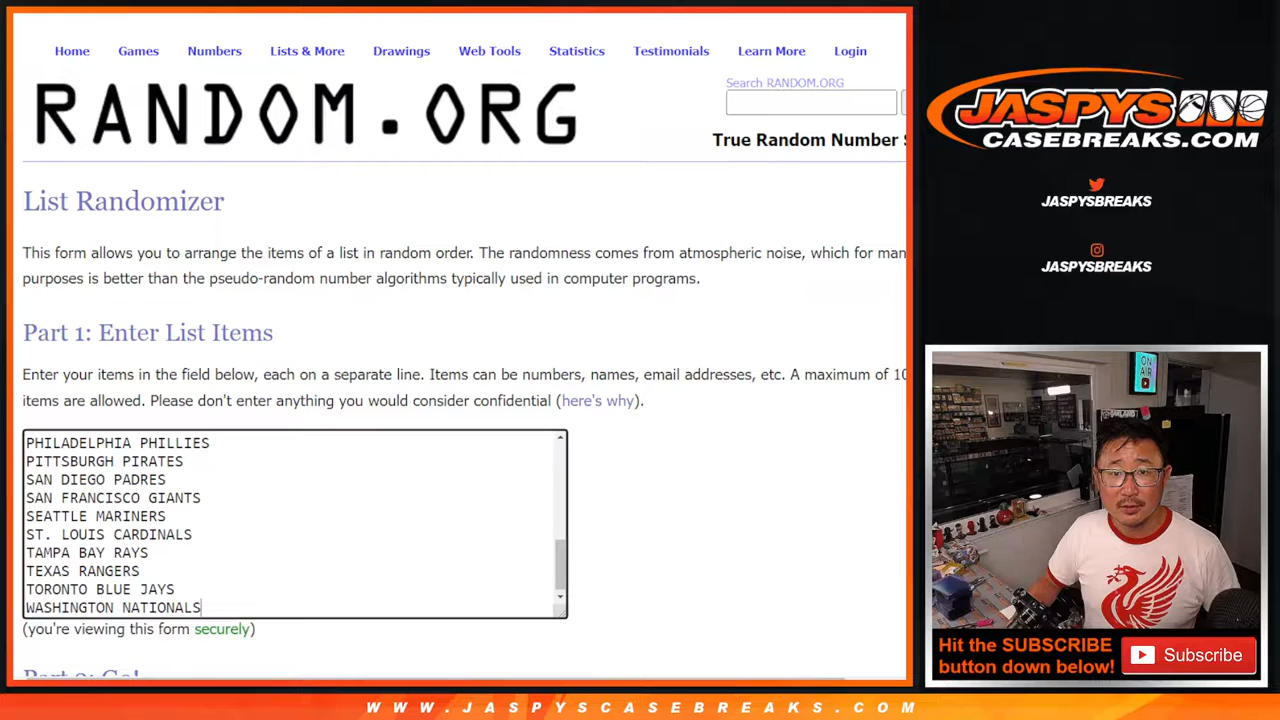 Home Games Numbers Lists & More Drawings Web Tools Statistics Testimonials Learn More Login
RANDOM.ORG
Search RANDOM.ORG
True Random Number S
List Randomizer
This form allows you to arrange the items of a list in random order. The randomness comes from atmospheric noise, which for man
purposes is better than the pseudo-random number algorithms typically used in computer programs.
Part 1: Enter List Items
Enter your items in the field below, each on a separate line. Items can be numbers, names, email addresses, etc. A maximum of 10
items are allowed. Please don't enter anything you would consider confidential (here's why).
PHILADELPHIA PHILLIES
PITTSBURGH PIRATES
SAN DIEGO PADRES
SAN FRANCISCO GIANTS
SEATTLE MARINERS
ST. LOUIS CARDINALS
TAMPA BAY RAYS
TEXAS RANGERS
TORONTO BLUE JAYS
WASHINGTON NATIONALS
(you're viewing this form securely)
Part 2: Go!
JASPYS
CASEBREAKS.COM
JASPYSBREAKS
JASPYSBREAKS
ON
AIR
Hit the SUBSCRIBE
button down below!
Subscribe
WWW.JASPYSCASEBREAKS.COM